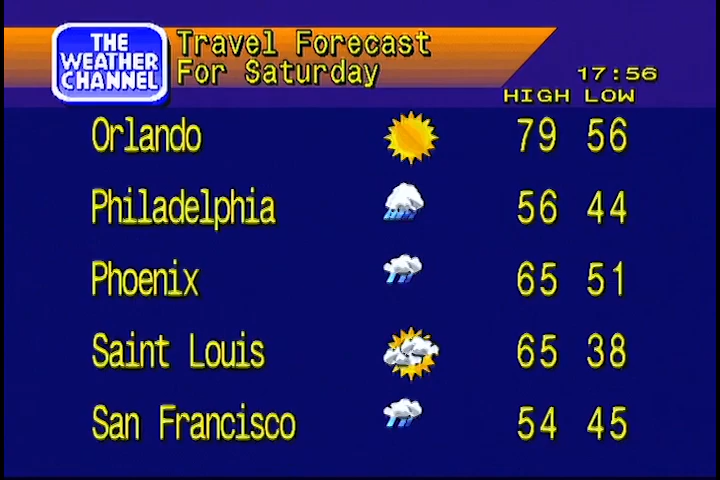 THE
WEATHER
CHANNEL
Travel Forecast
For Saturday
17:56
HIGH LOW
Orlando 79 56
Philadelphia 56 44
Phoenix 65 51
Saint Louis 65 38
San Francisco 54 45